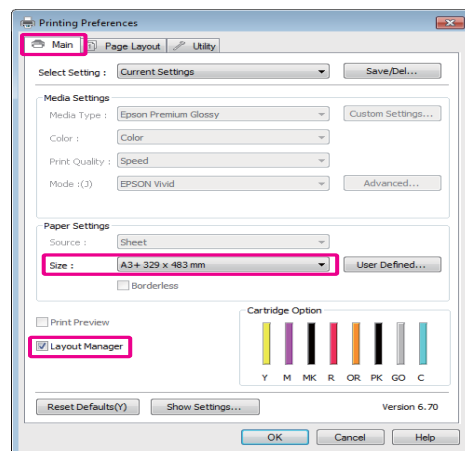 Printing Preferences
Main Page Layout Utility
Select Setting : Current Settings Save/Del...
Media Settings
Media Type : Epson Premium Glossy Custom Settings...
Color : Color
Print Quality : Speed
Mode :(J) EPSON Vivid Advanced...
Paper Settings
Source : Sheet
Size : A3+ 329 x 483 mm User Defined...
Borderless
Cartridge Option
Print Preview
Layout Manager
Y M MK R OR PK GO C
Reset Defaults(Y) Show Settings... Version 6.70
OK Cancel Help